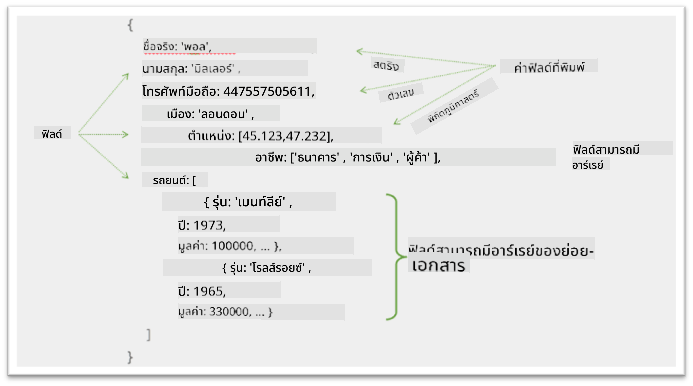 {
ชื่อจริง: 'พอล',
นามสกุล: 'มิลเลอร์' ,
โทรศัพท์มือถือ: 447557505611,
เมือง: 'ลอนดอน' ,
ตำแหน่ง: [45.123,47.232],
อาชีพ: ['ธนาคาร' , 'การเงิน' , 'ผู้ค้า' ],
รถยนต์: [
{ รุ่น: 'เบนท์ลีย์' ,
ปี: 1973,
มูลค่า: 100000, ... },
{ รุ่น: 'โรลส์รอยซ์' ,
ปี: 1965,
มูลค่า: 330000, ... }
]
}
ฟิลด์
สตริง
ตัวเลข
พิกัดภูมิศาสตร์
ค่าฟิลด์ที่พิมพ์
ฟิลด์สามารถมี
อาร์เรย์
ฟิลด์สามารถมีอาร์เรย์ของย่อย-
เอกสาร